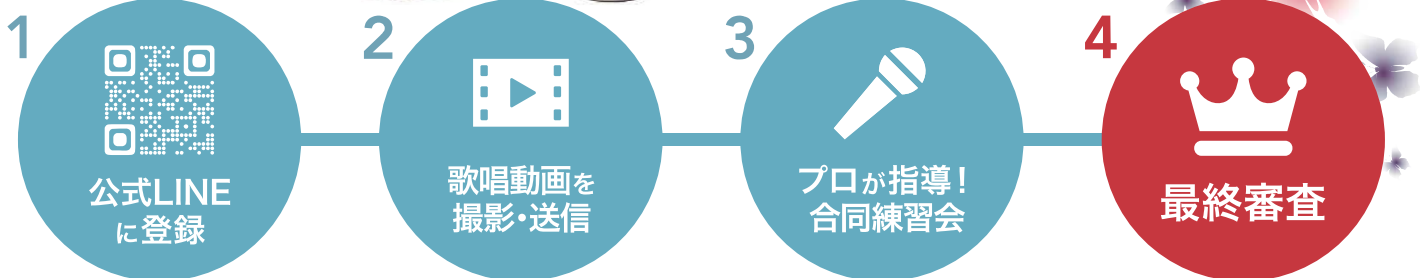 1
公式LINE
に登録
2
歌唱動画を
撮影・送信
3
プロが指導！
合同練習会
4
最終審査